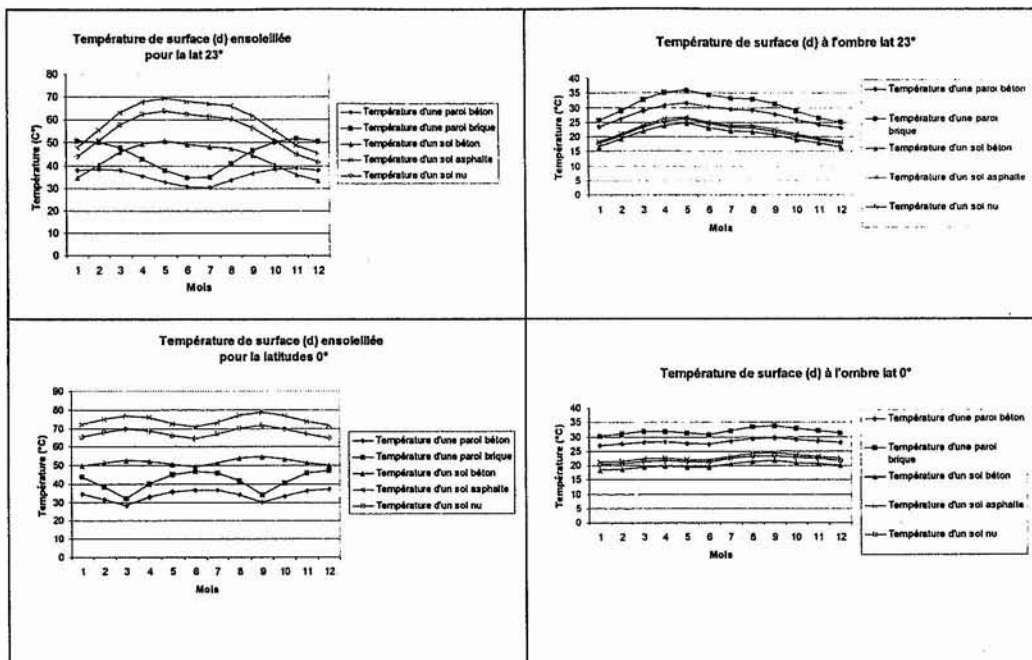 Température de surface (d) ensoleillée
pour la lat 23°
Température (C°)
80
70
60
50
40
30
20
10
0
1 2 3 4 5 6 7 8 9 10 11 12
Mois
Température d'une paroi béton
Température d'une paroi brique
Température d'un sol béton
Température d'un sol asphalte
Température d'un sol nu
Température de surface (d) à l'ombre lat 23°
Température (°C)
40
35
30
25
20
15
10
5
0
1 2 3 4 5 6 7 8 9 10 11 12
Mois
Température d'une paroi béton
Température d'une paroi
brique
Température d'un sol béton
Température d'un sol asphalte
Température d'un sol nu
Température de surface (d) ensoleillée
pour la latitudes 0°
Température (°C)
90
80
70
60
50
40
30
20
10
0
1 2 3 4 5 6 7 8 9 10 11 12
Mois
Température d'une paroi béton
Température d'une paroi brique
Température d'un sol béton
Température d'un sol asphalte
Température d'un sol nu
Température de surface (d) à l'ombre lat 0°
Température (°C)
40
35
30
25
20
15
10
5
0
1 2 3 4 5 6 7 8 9 10 11 12
Mois
Température d'une paroi béton
Température d'une paroi
brique
Température d'un sol béton
Température d'un sol asphalte
Température d'un sol nu